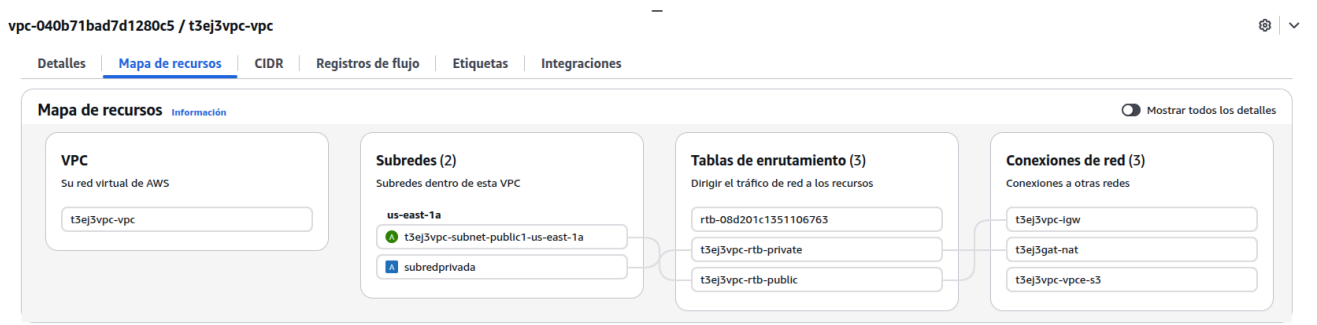 vpc-040b71bad7d1280c5 / t3ej3vpc-vpc
Detalles Mapa de recursos CIDR Registros de flujo Etiquetas Integraciones
Mapa de recursos Información
Mostrar todos los detalles
VPC
Su red virtual de AWS
t3ej3vpc-vpc
Subredes (2)
Subredes dentro de esta VPC
us-east-1a
A t3ej3vpc-subnet-public1-us-east-1a
A subredprivada
Tablas de enrutamiento (3)
Dirigir el tráfico de red a los recursos
rtb-08d201c1351106763
t3ej3vpc-rtb-private
t3ej3vpc-rtb-public
Conexiones de red (3)
Conexiones a otras redes
t3ej3vpc-igw
t3ej3gat-nat
t3ej3vpc-vpce-s3